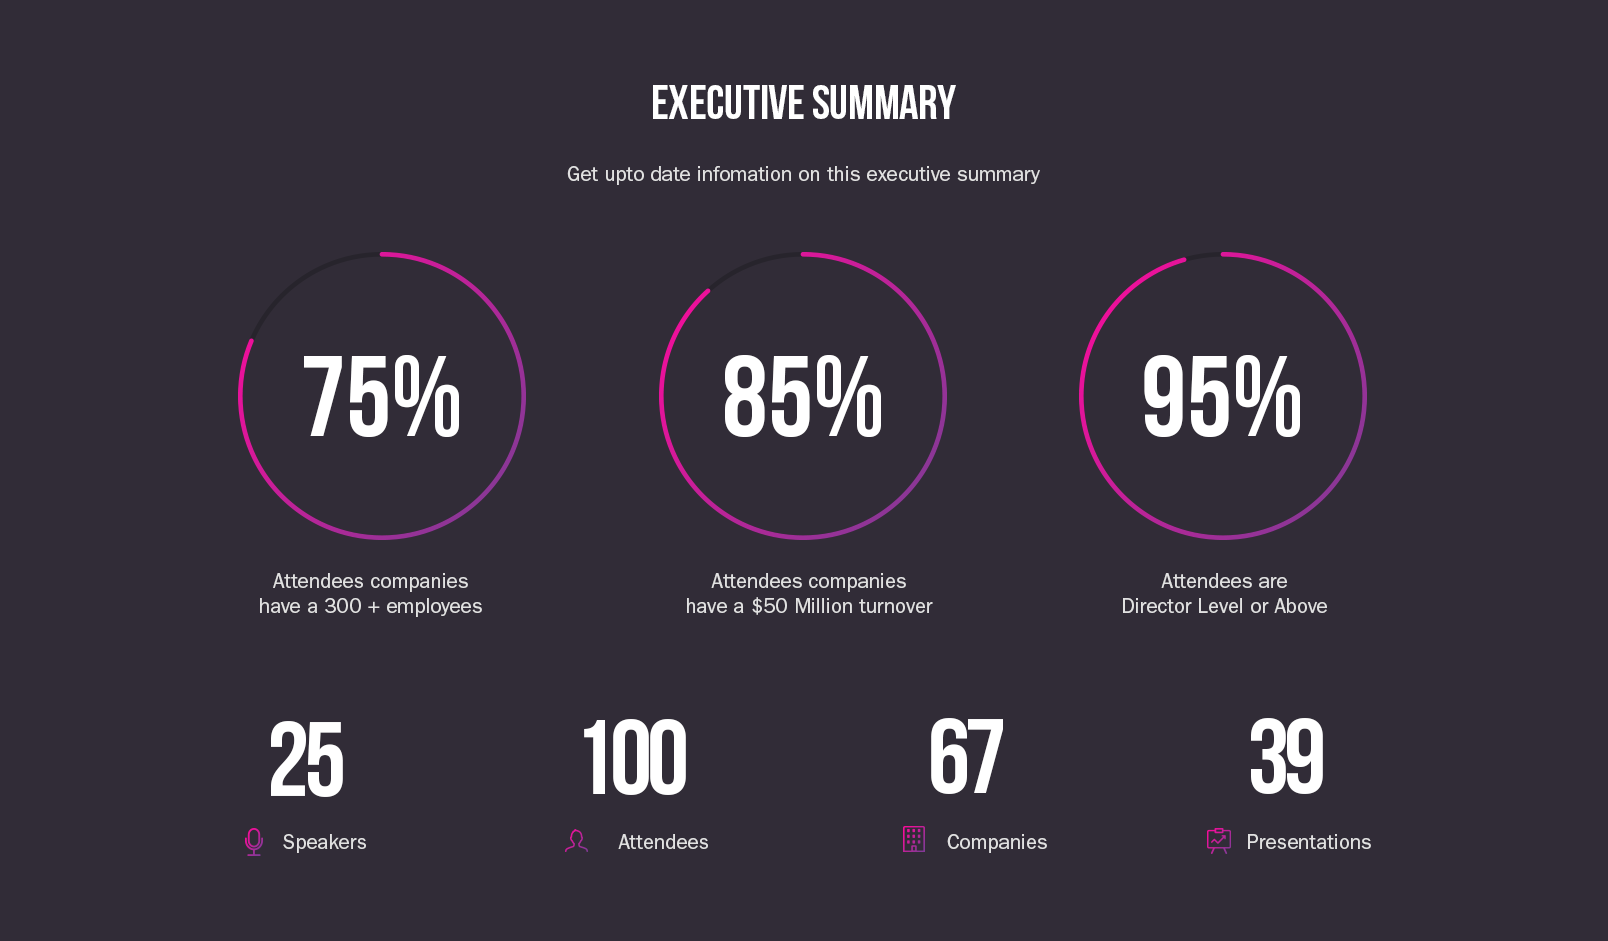 EXECUTIVE SUMMARY
Get upto date infomation on this executive summary
75%
85%
95%
Attendees companies
have a 300 + employees
Attendees companies
have a $50 Million turnover
Attendees are
Director Level or Above
25
100
67
39
Speakers
Attendees
Companies
Presentations